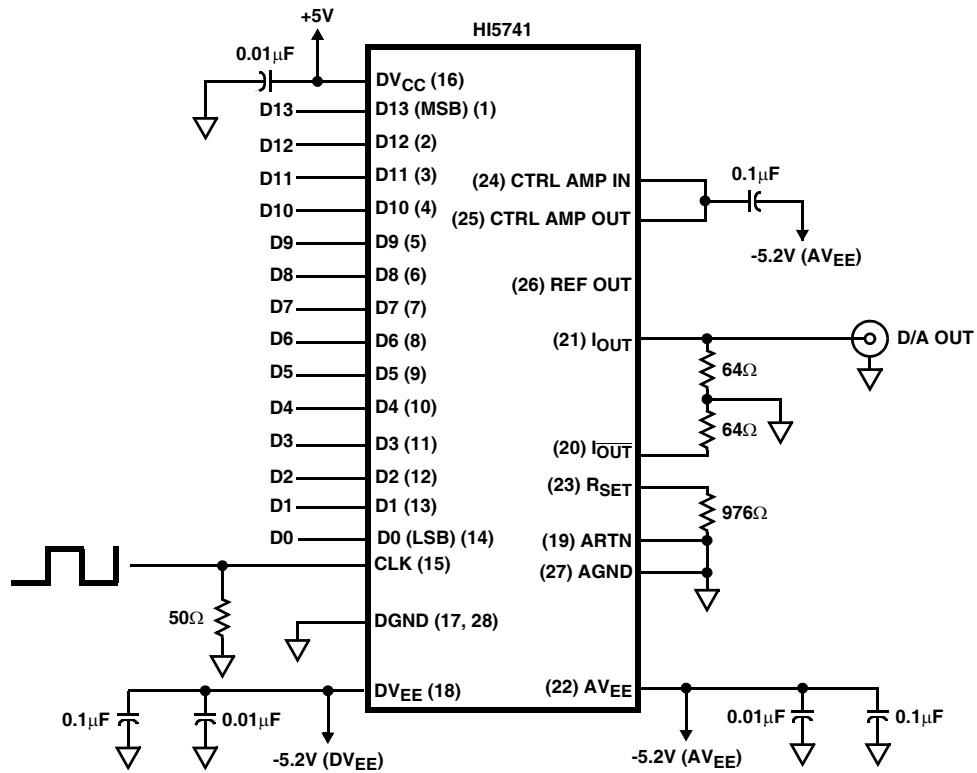 +5V
HI5741
0.01µF
DVCC (16)
D13
D13 (MSB) (1)
D12
D12 (2)
D11
D11 (3)
(24) CTRL AMP IN
0.1µF
D10
D10 (4)
(25) CTRL AMP OUT
D9
D9 (5)
-5.2V (AVEE)
D8
D8 (6)
(26) REF OUT
D7
D7 (7)
D6
D6 (8)
(21) IOUT
D/A OUT
D5
D5 (9)
64Ω
D4
D4 (10)
64Ω
D3
D3 (11)
(20) IOUT
D2
D2 (12)
(23) RSET
D1
D1 (13)
976Ω
D0
D0 (LSB) (14)
(19) ARTN
CLK (15)
(27) AGND
50Ω
DGND (17, 28)
DVEE (18)
(22) AVEE
0.1µF
0.01µF
-5.2V (DVEE)
-5.2V (AVEE)
0.01µF
0.1µF